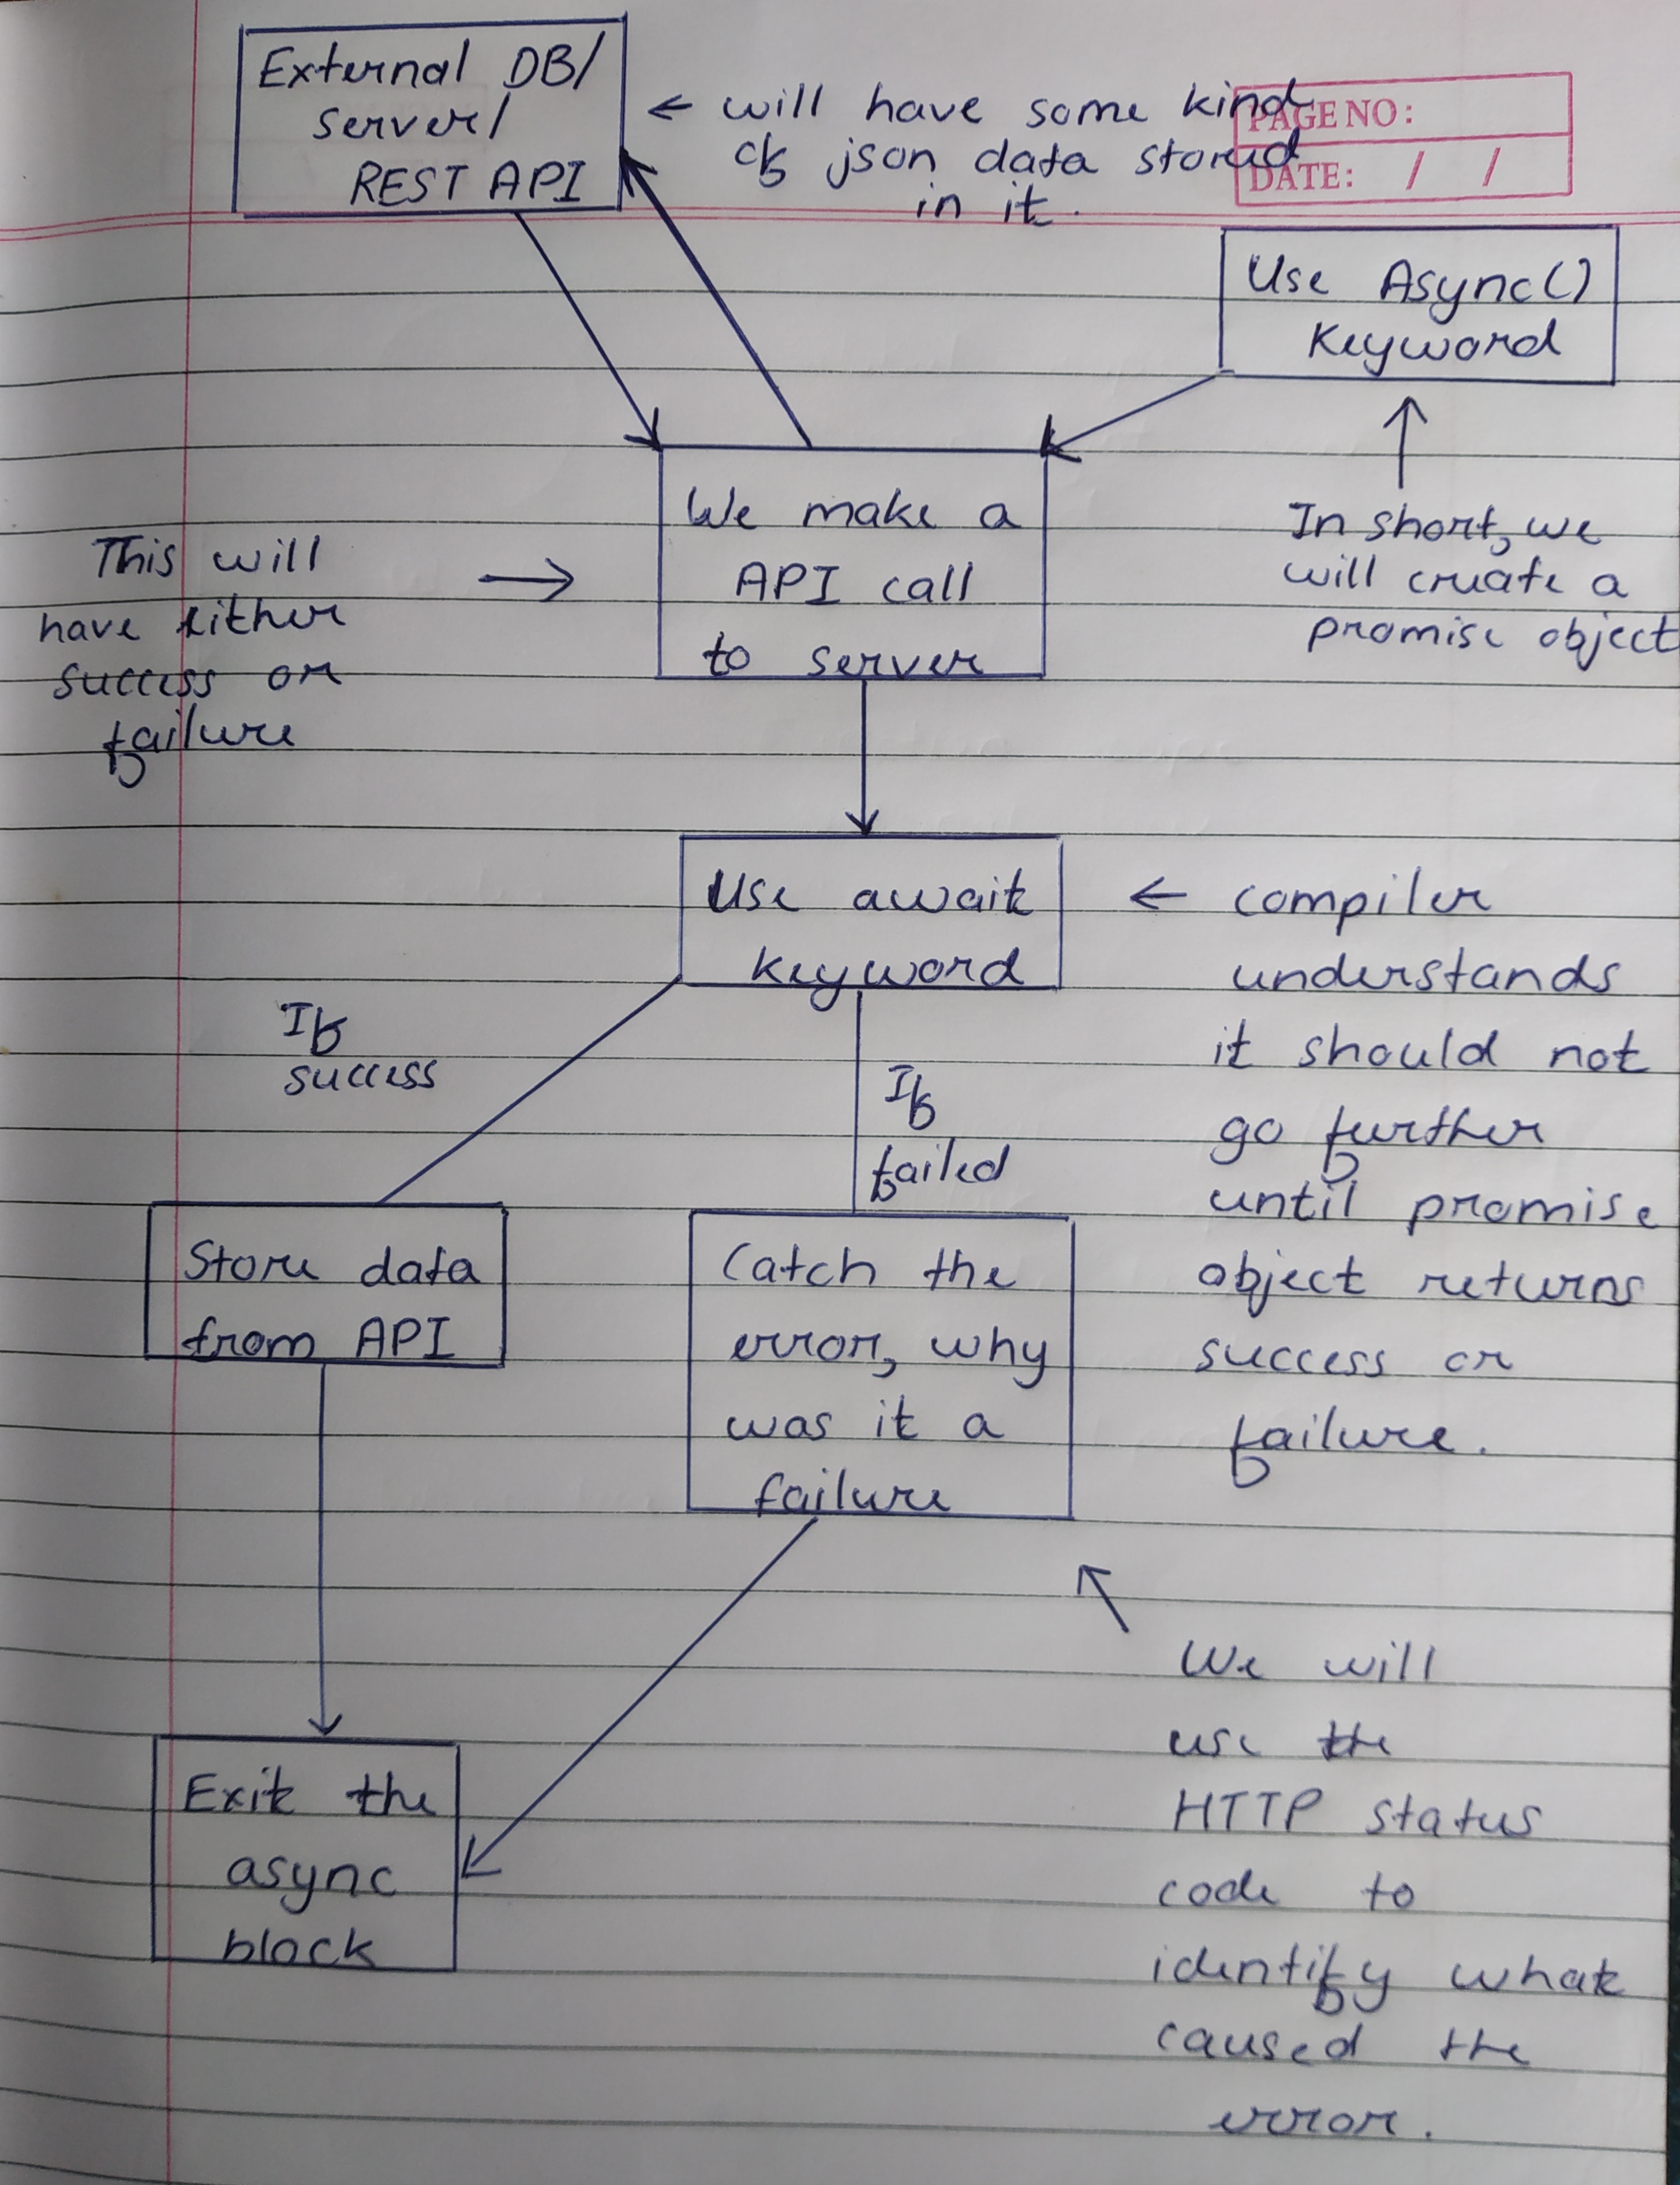 External DB/
server/
REST API
← will have some kind
of json data stored
in it.
PAGE NO:
DATE: / /
Use Async()
Keyword
In short, we
will create a
promise object
We make a
API call
to server
This will
have either
success or
failure
→
Use await
keyword
← compiler
understands
it should not
go further
until promise
object returns
success or
failure.
If
success
If
failed
Store data
from API
Catch the
error, why
was it a
failure
Exit the
async
block
We will
use the
HTTP status
code to
identify what
caused the
error.